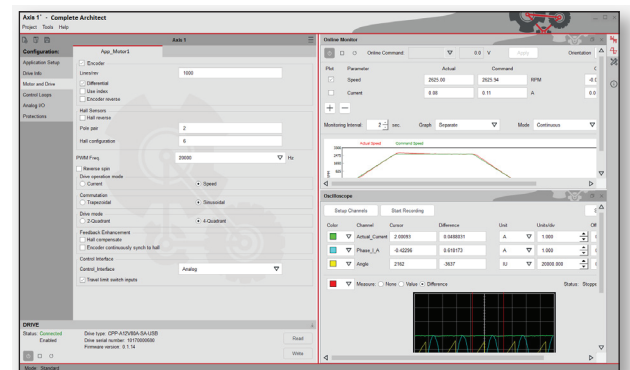 Axis 1* - Complete Architect
Project Tools Help
Axis 1
Configuration:
App_Motor1
Application Setup
Drive Info
Motor and Drive
Control Loops
Analog I/O
Protections
Encoder
Lines/rev 1000
Differential
Use index
Encoder reverse
Hall Sensors
Hall reverse
Pole pair 2
Hall configuration 6
PWM Freq 20000 Hz
Reverse spin
Drive operation mode
Current Speed
Commutation
Trapezoidal Sinusoidal
Drive mode
2-Quadrant 4-Quadrant
Feedback Enhancement
Hall compensate
Encoder continuously synch to hall
Control Interface
Control_Interface Analog
Travel limit switch inputs
DRIVE
Status: Connected
Enabled
Drive type: GPP-A12V80A-SA-USB
Drive serial number: 18170000600
Firmware version: 0.1.14
Read
Write
Mode: Standard
Online Monitor
Online Command: 0.0 V Apply Orientation
Plot Parameter Actual Command
Speed 2625.00 2625.94 RPM
Current 0.00 0.11 A
Monitoring Interval: 2 sec. Graph Separate Mode Continuous
Actual Speed Command Speed
Oscilloscope
Setup Channels Start Recording
Color Channel Cursor Difference Unit Units/div
Actual_Current 2.00093 0.0488031 A 1.000
Phase_I_A -0.42296 0.619173 A 1.000
Angle 2162 -3637 IU 20000.000
Measure: None Value Difference Status: Stoppe